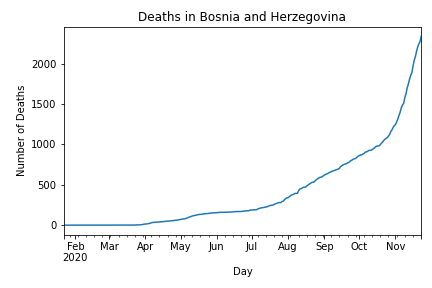 Deaths in Bosnia and Herzegovina
Number of Deaths
2000
1500
1000
500
0
Feb Mar Apr May Jun Jul Aug Sep Oct Nov
2020
Day